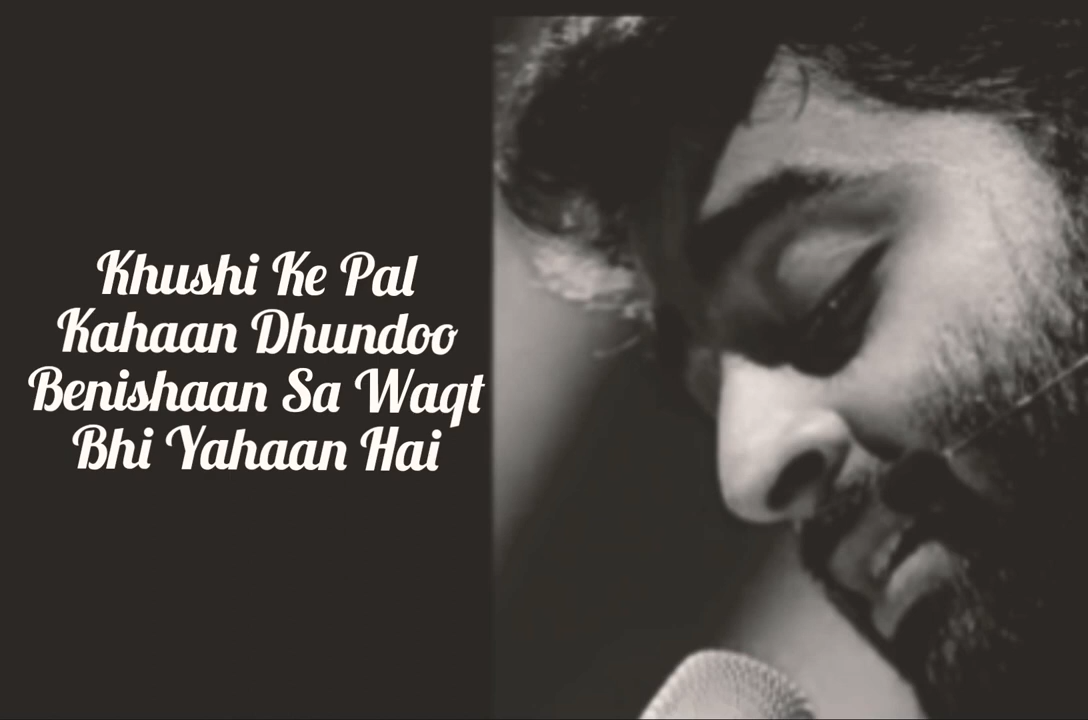 Khushi Ke Pal
Kahaan Dhundoo
Benishaan Sa Waqt
Bhi Yahaan Hai